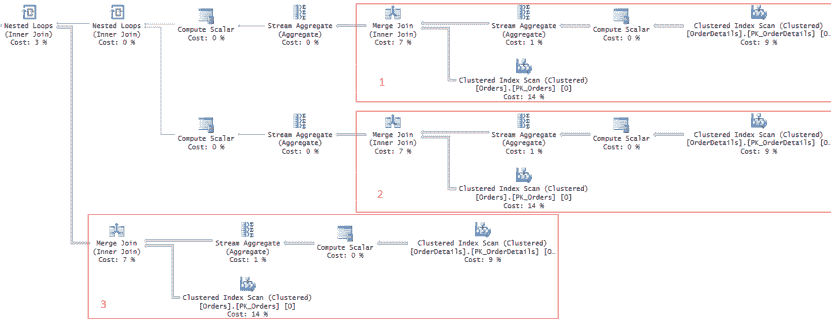 Nested Loops
(Inner Join)
Cost: 3 %
Nested Loops
(Inner Join)
Cost: 0 %
Compute Scalar
Cost: 0 %
Stream Aggregate
(Aggregate)
Cost: 0 %
Merge Join
(Inner Join)
Cost: 7 %
Stream Aggregate
(Aggregate)
Cost: 1 %
Compute Scalar
Cost: 0 %
Clustered Index Scan (Clustered)
[OrderDetails].[PK_OrderDetails] [O…
Cost: 9 %
1
Clustered Index Scan (Clustered)
[Orders].[PK_Orders] [O]
Cost: 14 %
Compute Scalar
Cost: 0 %
Stream Aggregate
(Aggregate)
Cost: 0 %
Merge Join
(Inner Join)
Cost: 7 %
Stream Aggregate
(Aggregate)
Cost: 1 %
Compute Scalar
Cost: 0 %
Clustered Index Scan (Clustered)
[OrderDetails].[PK_OrderDetails] [O…
Cost: 9 %
2
Clustered Index Scan (Clustered)
[Orders].[PK_Orders] [O]
Cost: 14 %
Merge Join
(Inner Join)
Cost: 7 %
Stream Aggregate
(Aggregate)
Cost: 1 %
Compute Scalar
Cost: 0 %
Clustered Index Scan (Clustered)
[OrderDetails].[PK_OrderDetails] [O…
Cost: 9 %
3
Clustered Index Scan (Clustered)
[Orders].[PK_Orders] [O]
Cost: 14 %